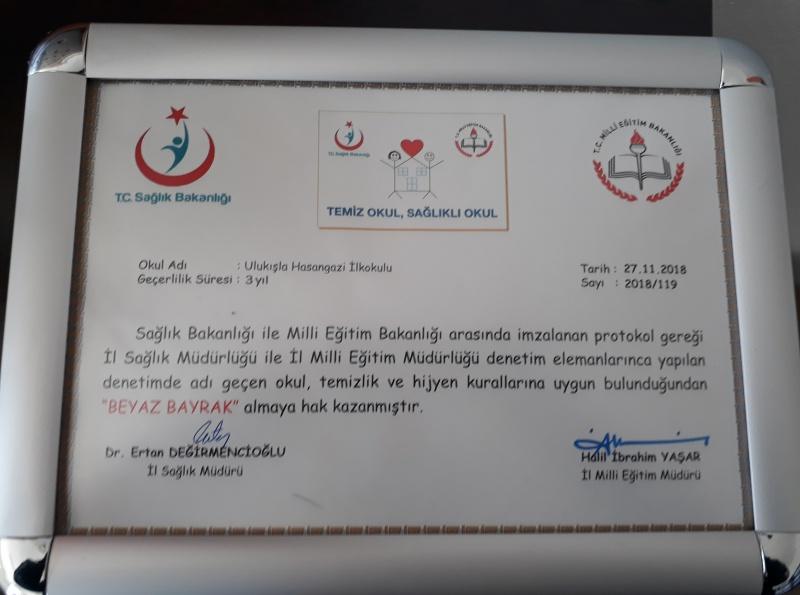 T.C. Sağlık Bakanlığı
T.C. Sağlık Bakanlığı
TEMİZ OKUL, SAĞLIKLI OKUL
T.C. MİLLİ EĞİTİM BAKANLIĞI
Okul Adı : Ulukışla Hasangazi İlkokulu
Geçerlilik Süresi : 3 yıl
Tarih : 27.11.2018
Sayı : 2018/119
Sağlık Bakanlığı ile Milli Eğitim Bakanlığı arasında imzalanan protokol gereği
İl Sağlık Müdürlüğü ile İl Milli Eğitim Müdürlüğü denetim elemanlarınca yapılan
denetimde adı geçen okul, temizlik ve hijyen kurallarına uygun bulunduğundan
"BEYAZ BAYRAK" almaya hak kazanmıştır.
Dr. Ertan DEĞİRMENCİOĞLU
İl Sağlık Müdürü
Halil İbrahim YAŞAR
İl Milli Eğitim Müdürü